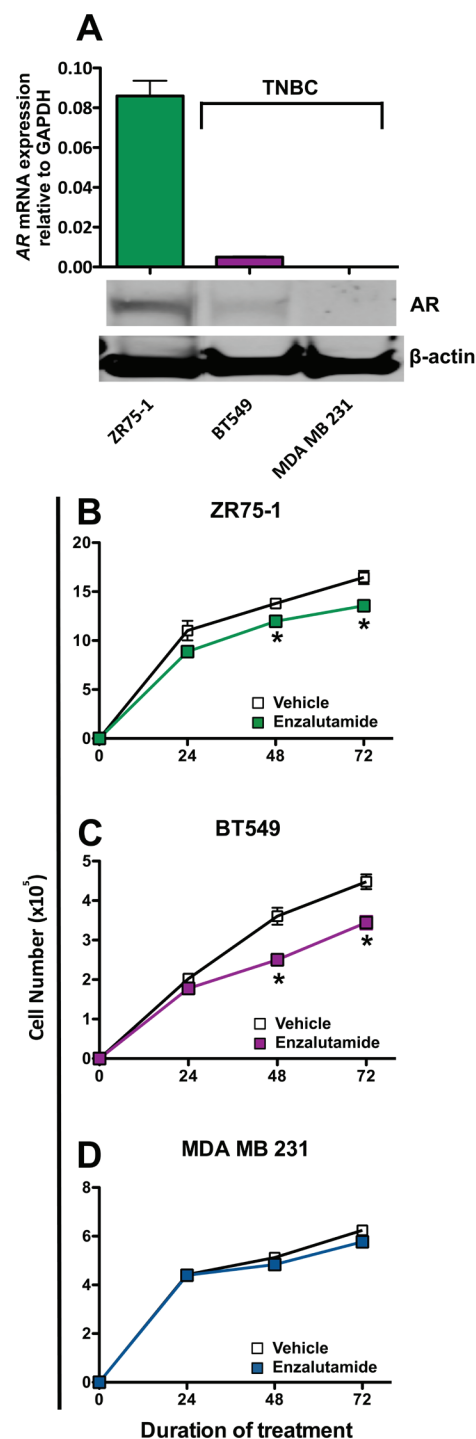 A
AR mRNA expression
relative to GAPDH
0.10
0.08
0.06
0.04
0.02
0.00
TNBC
AR
β-actin
ZR75-1
BT549
MDA MB 231
Cell Number (x10⁵)
B
ZR75-1
20
15
10
5
0
Vehicle
Enzalutamide
* *
0 24 48 72
C
BT549
5
4
3
2
1
0
Vehicle
Enzalutamide
* *
0 24 48 72
D
MDA MB 231
6
4
2
0
Vehicle
Enzalutamide
0 24 48 72
Duration of treatment